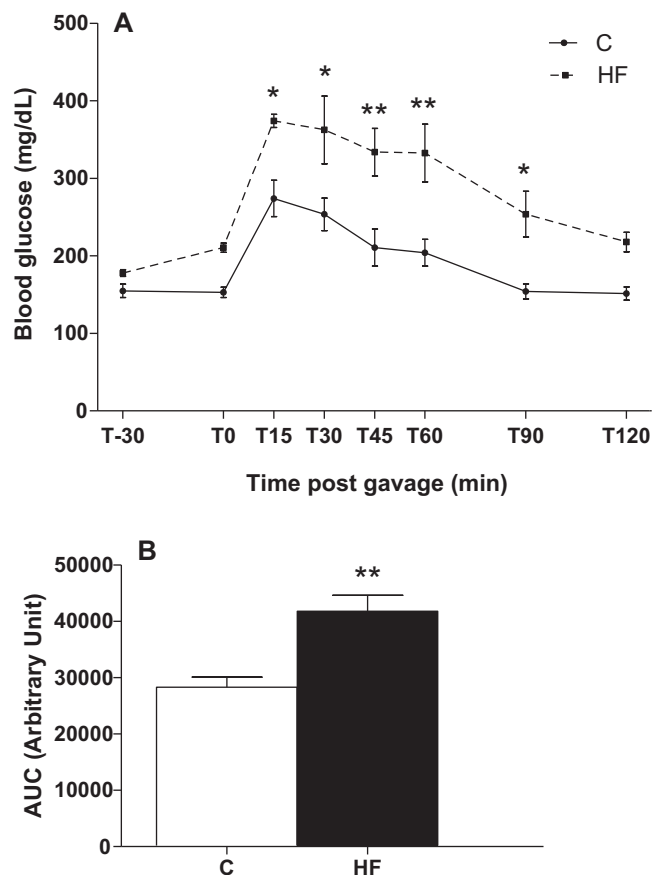 A
500
400
300
200
100
0
Blood glucose (mg/dL)
C
HF
* * ** ** *
T-30 T0 T15 T30 T45 T60 T90 T120
Time post gavage (min)
B
50000
40000
30000
20000
10000
0
AUC (Arbitrary Unit)
**
C HF